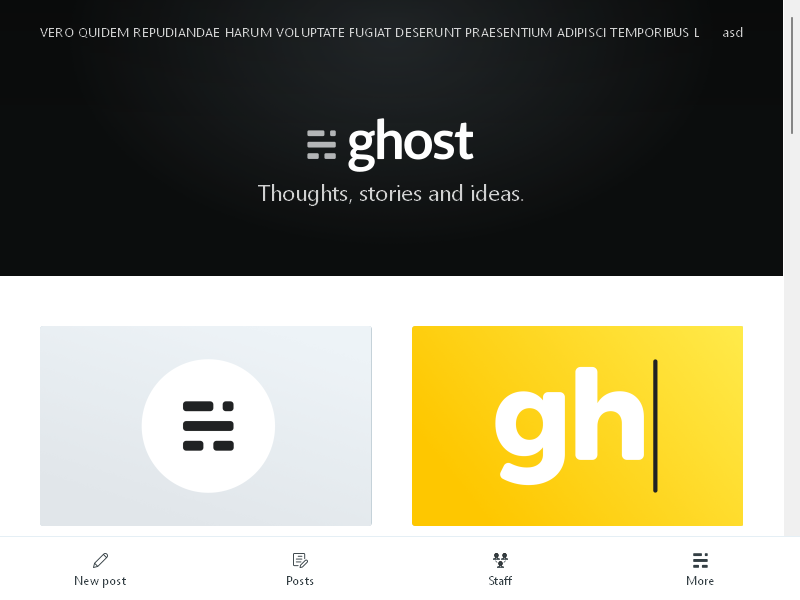 VERO QUIDEM REPUDIANDAE HARUM VOLUPTATE FUGIAT DESERUNT PRAESENTIUM ADIPISCI TEMPORIBUS L asd
ghost
Thoughts, stories and ideas.
gh
New post Posts Staff More